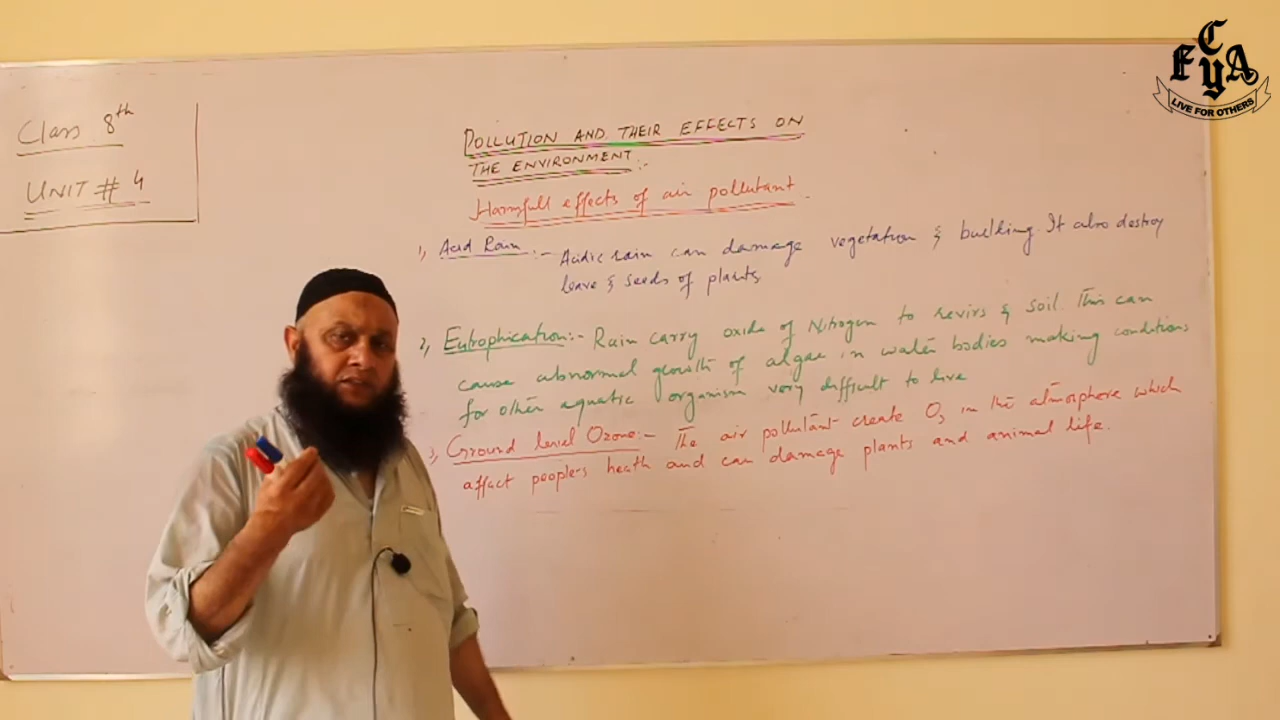 Class 8th
UNIT # 4
POLLUTION AND THEIR EFFECTS ON
THE ENVIRONMENT:-
Harmfull effects of air pollutant
1, Acid Rain:- Acidic rain can damage vegetation & building. It also destroy
leave & seeds of plants
2, Eutrophication:- Rain carry oxide of Nitrogen to revirs & soil. This can
cause abnormal growth of algae in water bodies making conditions
for other aquatic organism very difficult to live
3, Ground level Ozone:- The air pollutant create O3 in the atmosphere which
affact people's heath and can damage plants and animal life.
ECYA
LIVE FOR OTHERS